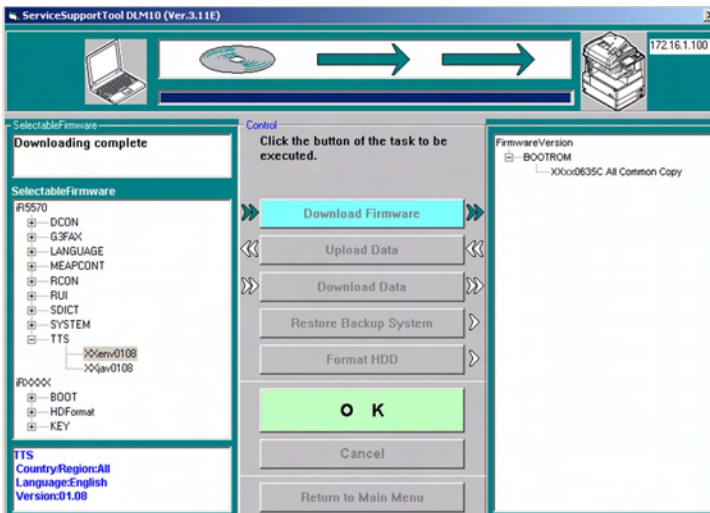 ServiceSupportTool DLM10 (Ver.3.11E)
172.16.1.100
SelectableFirmware
Downloading complete
SelectableFirmware
iR5570
DCON
G3FAX
LANGUAGE
MEAPCONT
RCON
RUI
SDICT
SYSTEM
TTS
XXenv0108
XXjav0108
iRXXXX
BOOT
HDFormat
KEY
TTS
Country/Region:All
Language:English
Version:01.08
Control
Click the button of the task to be
executed.
Download Firmware
Upload Data
Download Data
Restore Backup System
Format HDD
O K
Cancel
Return to Main Menu
FirmwareVersion
BOOTROM
XXxx0635C All Common Copy